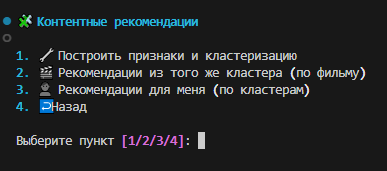 🧩 Контентные рекомендации
1. 🔧 Построить признаки и кластеризацию
2. 🎬 Рекомендации из того же кластера (по фильму)
3. 👤 Рекомендации для меня (по кластерам)
4. ↩Назад
Выберите пункт [1/2/3/4]: